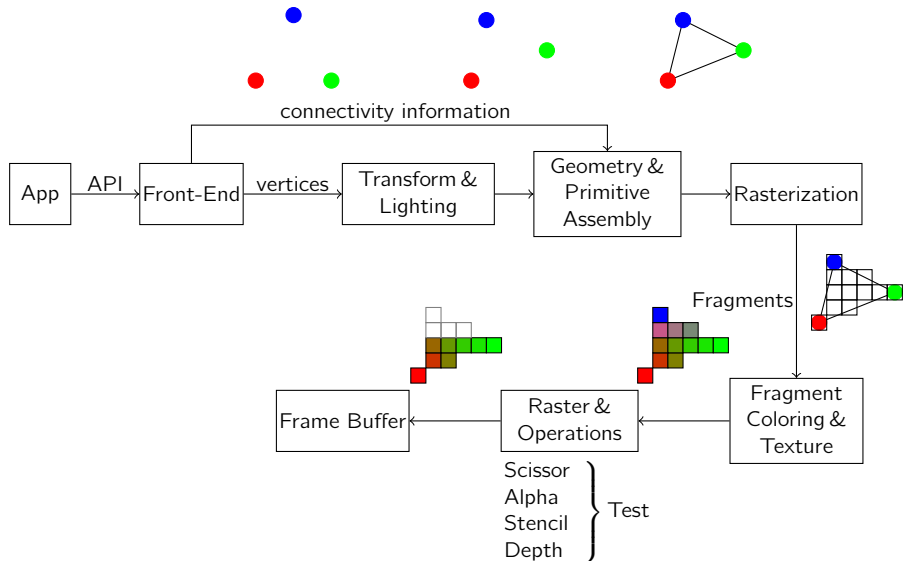 connectivity information
App
API
Front-End
vertices
Transform &
Lighting
Geometry &
Primitive
Assembly
Rasterization
Fragments
Frame Buffer
Raster &
Operations
Fragment
Coloring &
Texture
Scissor
Alpha
Stencil
Depth
Test